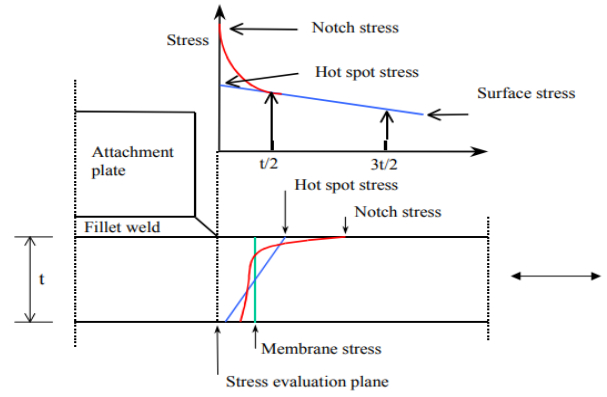 Notch stress
Stress
Hot spot stress
Surface stress
Attachment
plate
t/2
3t/2
Hot spot stress
Notch stress
Fillet weld
t
Membrane stress
Stress evaluation plane